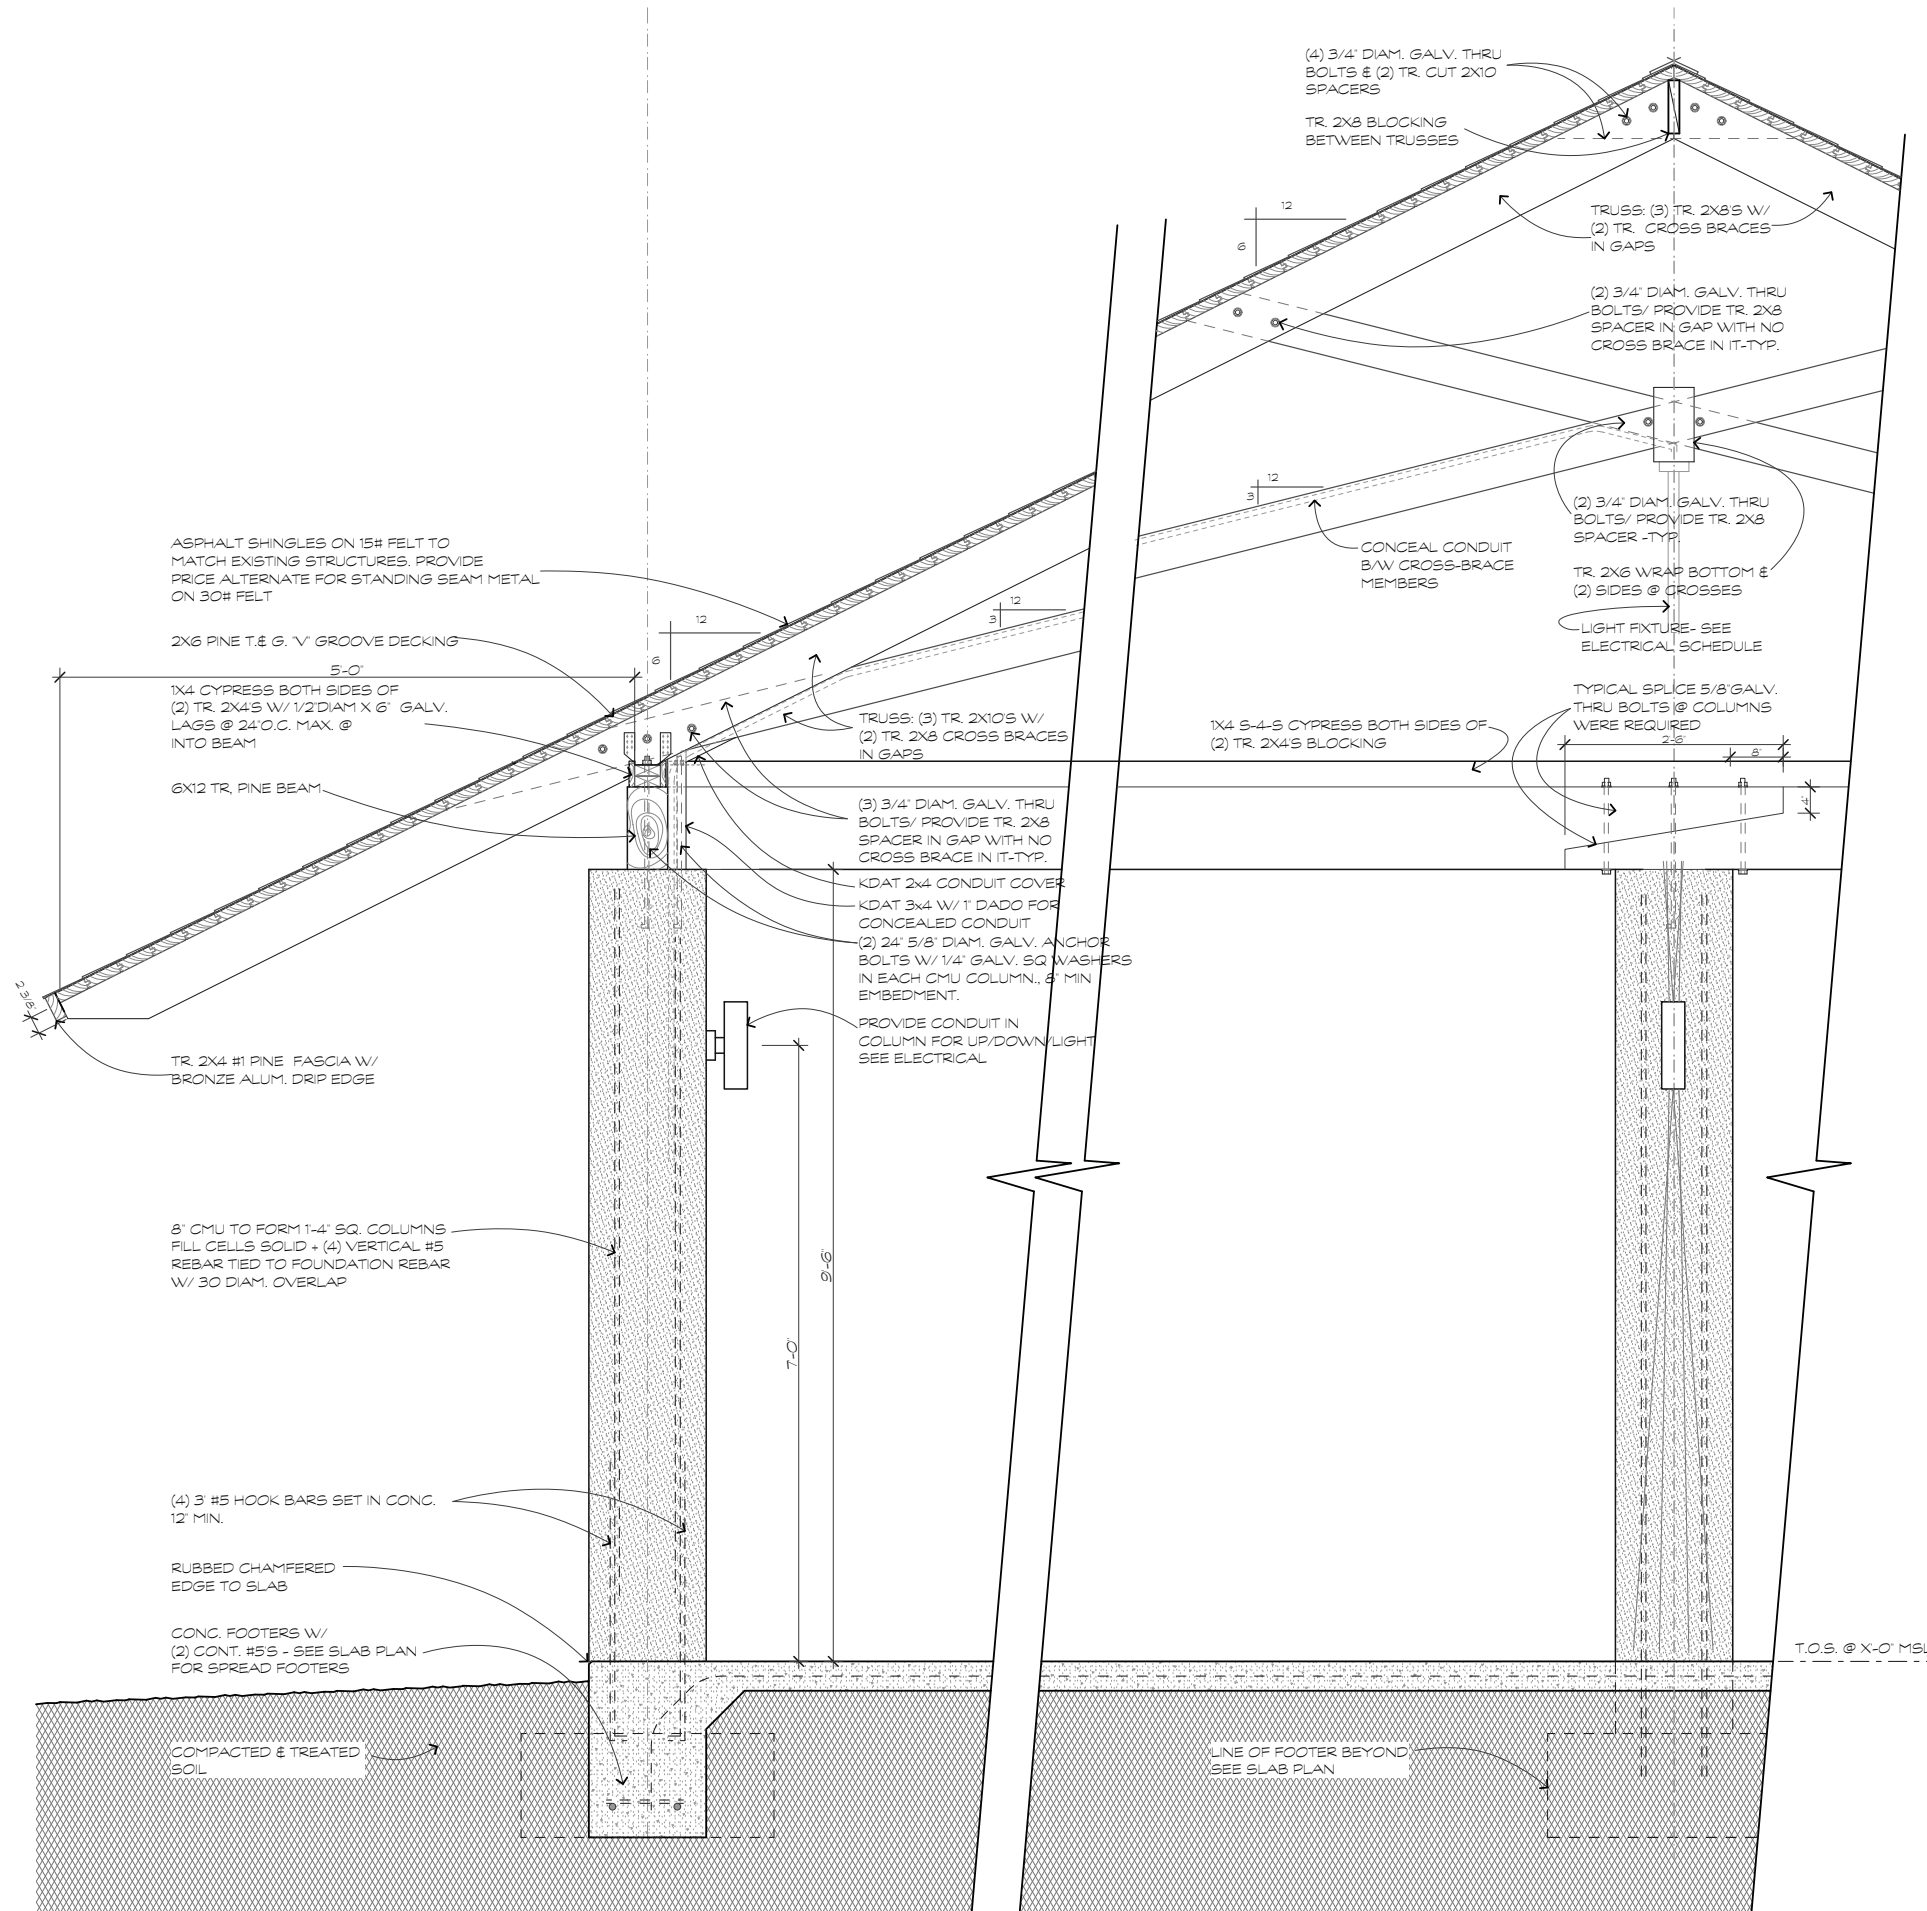 (4) 3/4" DIAM. GALV. THRU
BOLTS & (2) TR. CUT 2X10
SPACERS
TR. 2X8 BLOCKING
BETWEEN TRUSSES
12
6
TRUSS: (3) TR. 2X8'S W/
(2) TR. CROSS BRACES
IN GAPS
(2) 3/4" DIAM. GALV. THRU
BOLTS/ PROVIDE TR. 2X8
SPACER IN GAP WITH NO
CROSS BRACE IN IT-TYP.
12
3
(2) 3/4" DIAM. GALV. THRU
BOLTS/ PROVIDE TR. 2X8
SPACER -TYP.
CONCEAL CONDUIT
B/W CROSS-BRACE
MEMBERS
TR. 2X6 WRAP BOTTOM &
(2) SIDES @ CROSSES
LIGHT FIXTURE- SEE
ELECTRICAL SCHEDULE
ASPHALT SHINGLES ON 15# FELT TO
MATCH EXISTING STRUCTURES. PROVIDE
PRICE ALTERNATE FOR STANDING SEAM METAL
ON 30# FELT
12
6
12
3
2X6 PINE T.& G. "V" GROOVE DECKING
5'-0"
1X4 CYPRESS BOTH SIDES OF
(2) TR. 2X4'S W/ 1/2"DIAM X 6" GALV.
LAGS @ 24"O.C. MAX. @
INTO BEAM
6X12 TR, PINE BEAM
TRUSS: (3) TR. 2X10'S W/
(2) TR. 2X8 CROSS BRACES
IN GAPS
1X4 S-4-S CYPRESS BOTH SIDES OF
(2) TR. 2X4'S BLOCKING
TYPICAL SPLICE 5/8"GALV.
THRU BOLTS @ COLUMNS
WERE REQUIRED
2'-6"
8"
4"
(3) 3/4" DIAM. GALV. THRU
BOLTS/ PROVIDE TR. 2X8
SPACER IN GAP WITH NO
CROSS BRACE IN IT-TYP.
KDAT 2x4 CONDUIT COVER
KDAT 3x4 W/ 1" DADO FOR
CONCEALED CONDUIT
(2) 24" 5/8" DIAM. GALV. ANCHOR
BOLTS W/ 1/4" GALV. SQ WASHERS
IN EACH CMU COLUMN., 8" MIN
EMBEDMENT.
PROVIDE CONDUIT IN
COLUMN FOR UP/DOWN/LIGHT
SEE ELECTRICAL
2 3/8"
TR. 2X4 #1 PINE FASCIA W/
BRONZE ALUM. DRIP EDGE
8" CMU TO FORM 1'-4" SQ. COLUMNS
FILL CELLS SOLID + (4) VERTICAL #5
REBAR TIED TO FOUNDATION REBAR
W/ 30 DIAM. OVERLAP
9'-6"
7'-0"
(4) 3' #5 HOOK BARS SET IN CONC.
12" MIN.
RUBBED CHAMFERED
EDGE TO SLAB
CONC. FOOTERS W/
(2) CONT. #5'S - SEE SLAB PLAN
FOR SPREAD FOOTERS
T.O.S. @ X'-0" MSL
COMPACTED & TREATED
SOIL
LINE OF FOOTER BEYOND
SEE SLAB PLAN